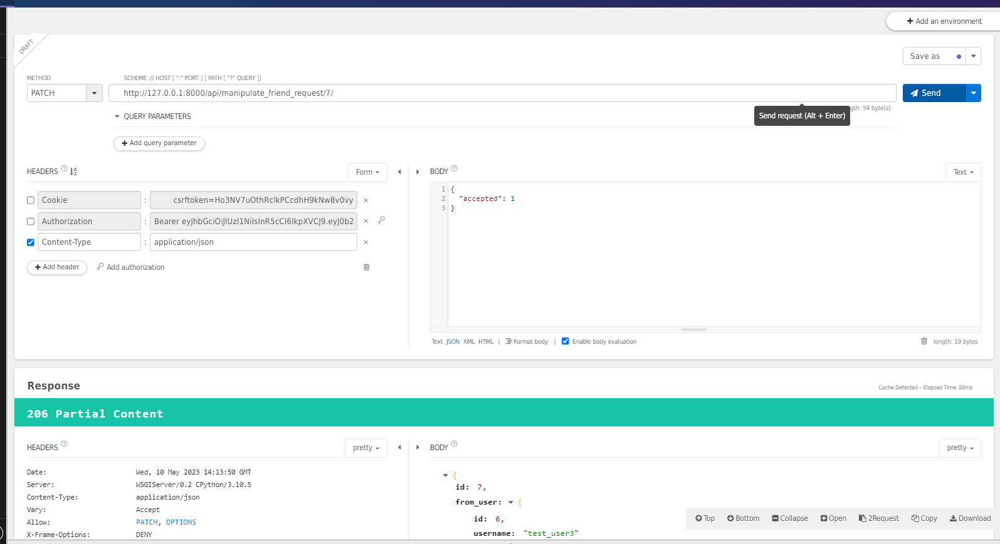 Add an environment
DRAFT
Save as
METHOD
SCHEME :// HOST [ ":" PORT ] [ PATH [ "?" QUERY ]]
PATCH
http://127.0.0.1:8000/api/manipulate_friend_request/7/
Send
gth: 54 byte(s)
Send request (Alt + Enter)
QUERY PARAMETERS
Add query parameter
HEADERS ?
Form
BODY ?
Text
Cookie : csrftoken=Ho3NV7uOthRclkPCcdhH9kNw8v0vy
Authorization : Bearer eyJhbGciOiJIUzI1NiIsInR5cCI6IkpXVCJ9.eyJ0b2
Content-Type : application/json
Add header
Add authorization
1 {
2 "accepted": 1
3 }
Text JSON XML HTML | Format body | Enable body evaluation
length: 19 bytes
Response
Cache Detected - Elapsed Time: 88ms
206 Partial Content
HEADERS ?
pretty
BODY ?
pretty
Date: Wed, 10 May 2023 14:13:50 GMT
Server: WSGIServer/0.2 CPython/3.10.5
Content-Type: application/json
Vary: Accept
Allow: PATCH, OPTIONS
X-Frame-Options: DENY
{
id: 7,
from_user: {
id: 6,
username: "test_user3"
Top Bottom Collapse Open 2Request Copy Download